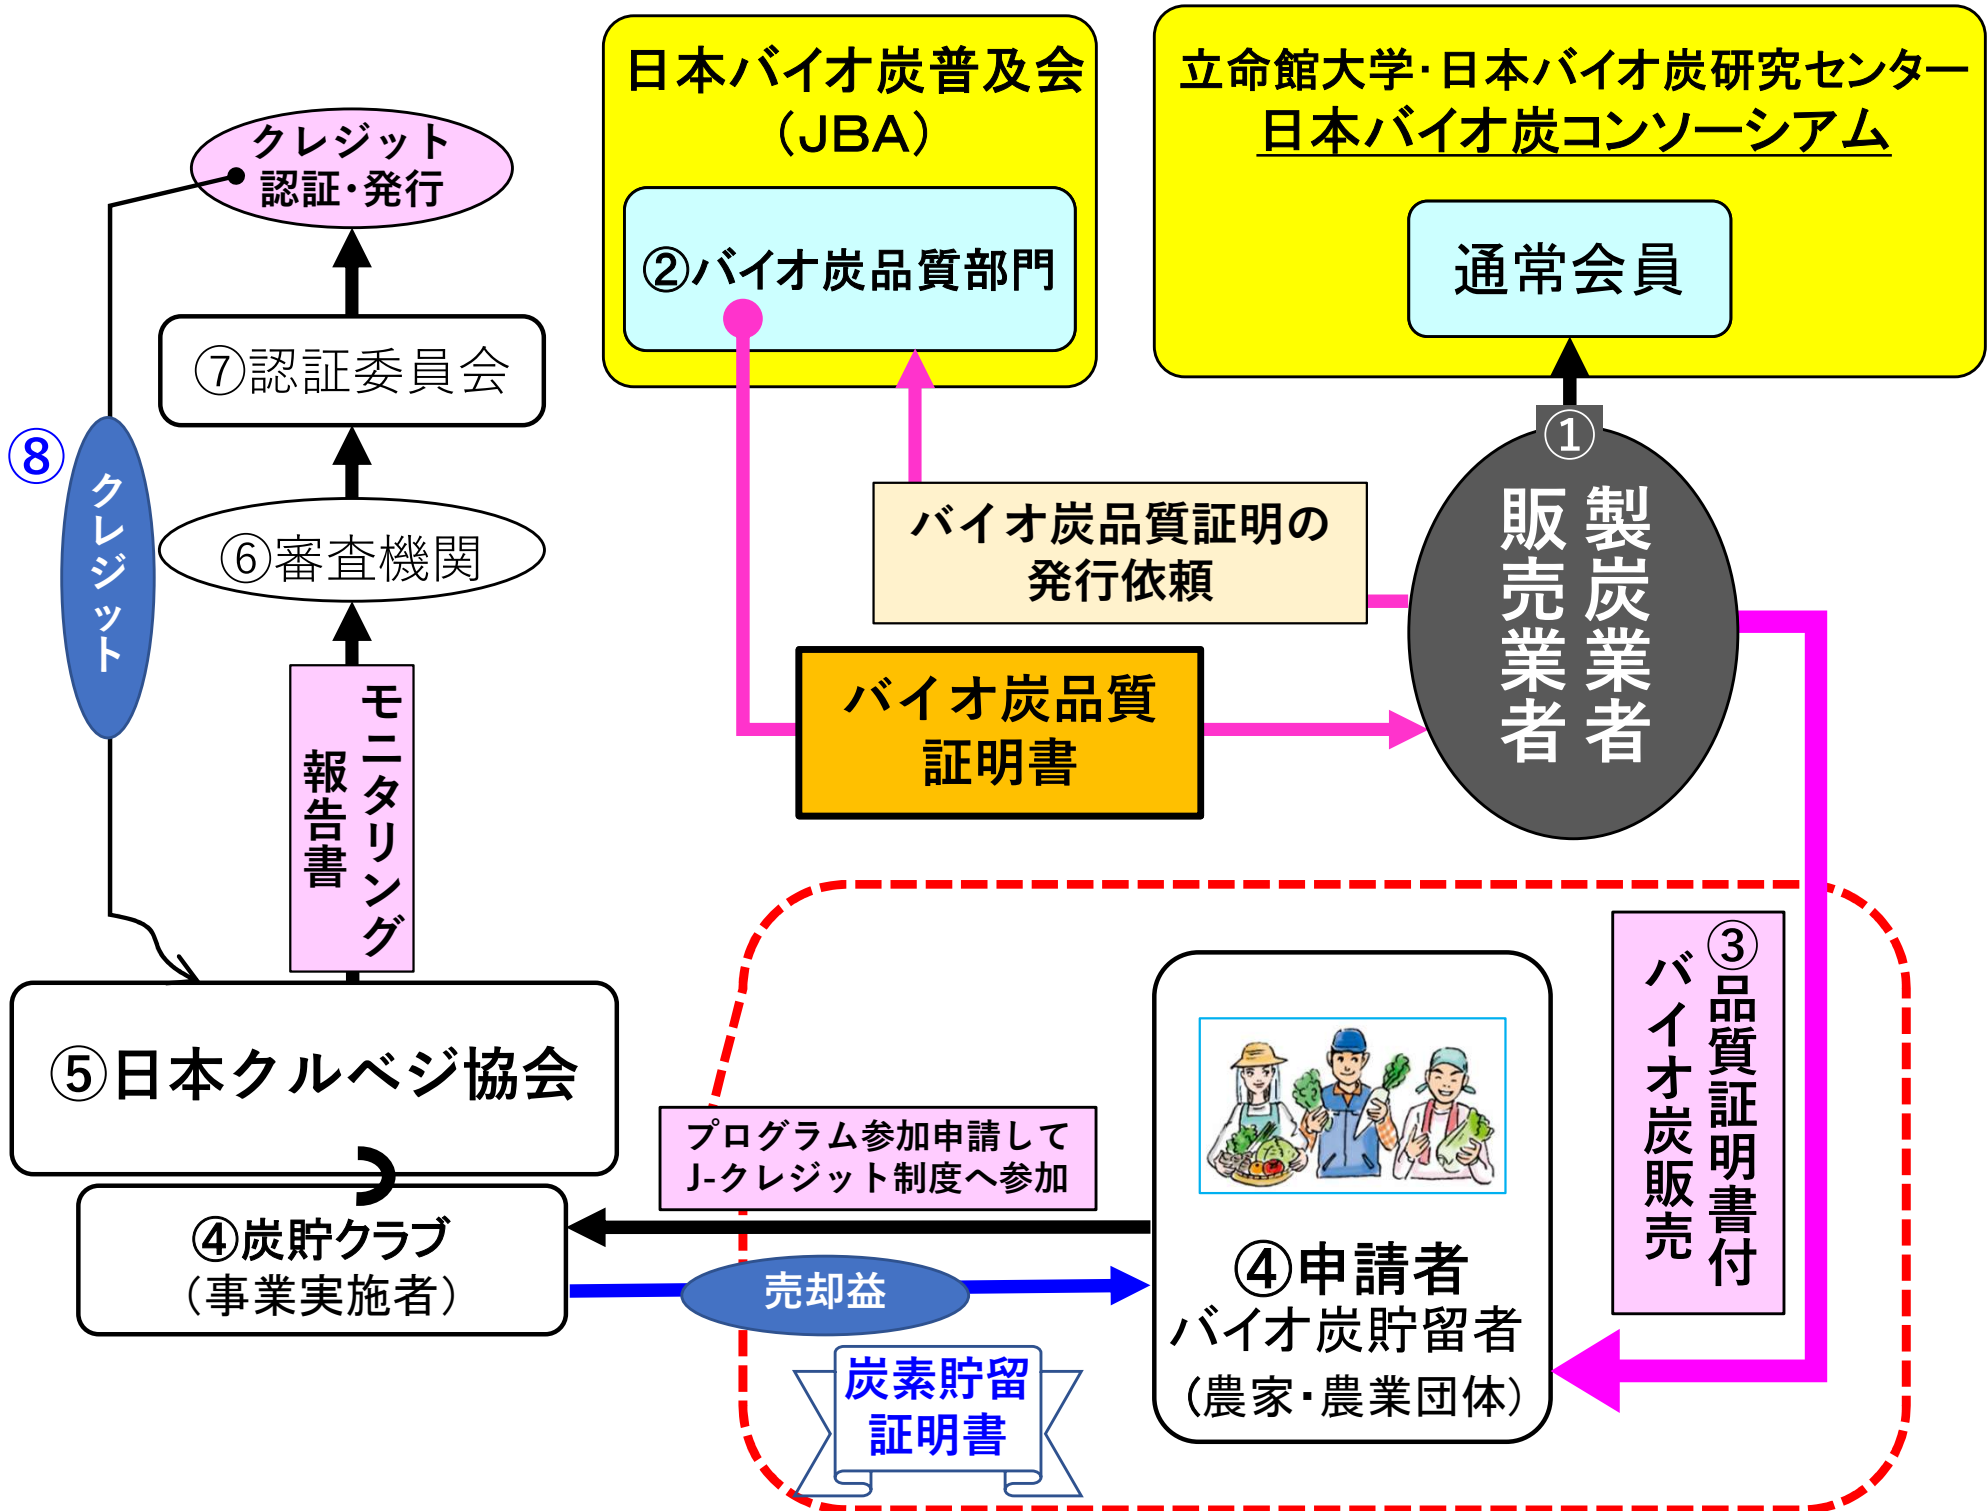 日本バイオ炭普及会
（JBA）
②バイオ炭品質部門
立命館大学・日本バイオ炭研究センター
日本バイオ炭コンソーシアム
通常会員
クレジット
認証・発行
⑦認証委員会
⑧
クレジット
⑥審査機関
モニタリング
報告書
バイオ炭品質証明の
発行依頼
バイオ炭品質
証明書
①
製炭業者
販売業者
③品質証明書付
バイオ炭販売
⑤日本クルベジ協会
④炭貯クラブ
（事業実施者）
プログラム参加申請して
J-クレジット制度へ参加
売却益
炭素貯留
証明書
④申請者
バイオ炭貯留者
（農家・農業団体）